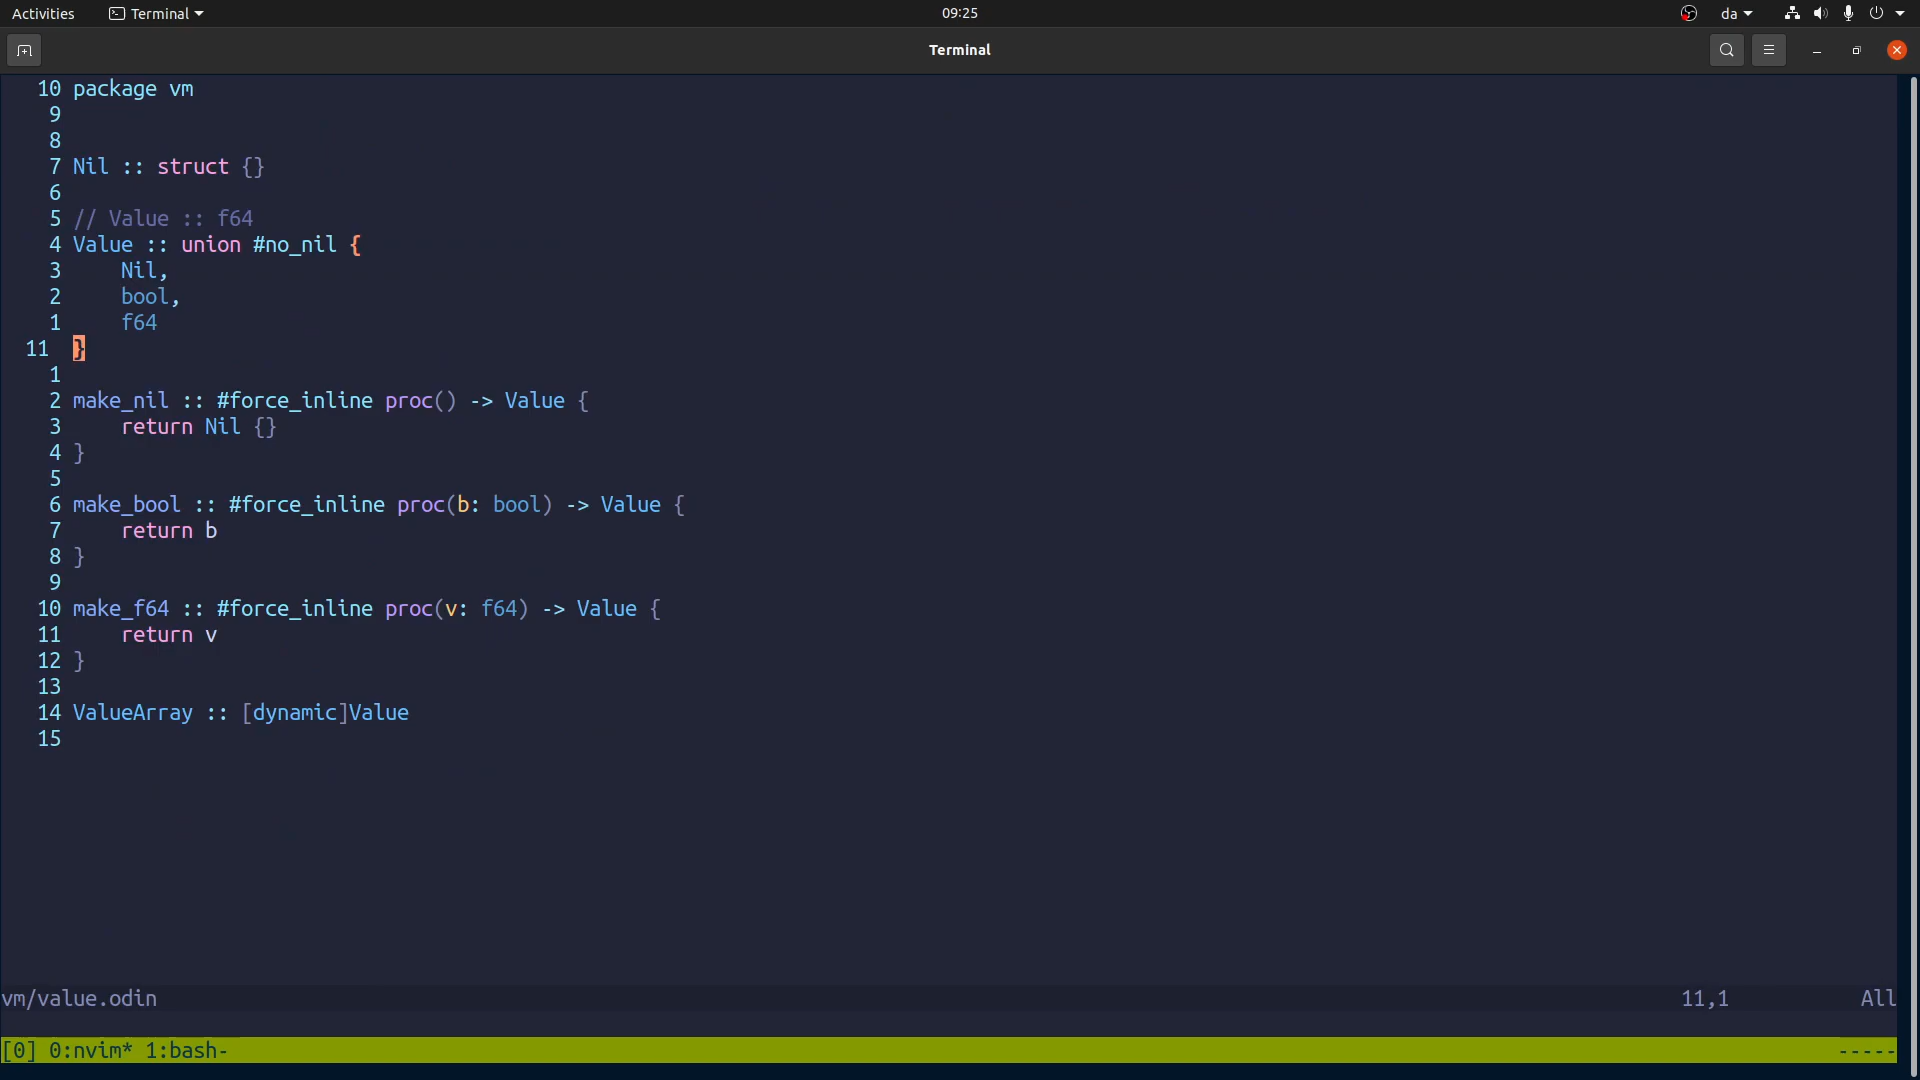 Activities Terminal 09:25 da
Terminal
10 package vm
9
8
7 Nil :: struct {}
6
5 // Value :: f64
4 Value :: union #no_nil {
3     Nil,
2     bool,
1     f64
11 }
1
2 make_nil :: #force_inline proc() -> Value {
3     return Nil {}
4 }
5
6 make_bool :: #force_inline proc(b: bool) -> Value {
7     return b
8 }
9
10 make_f64 :: #force_inline proc(v: f64) -> Value {
11     return v
12 }
13
14 ValueArray :: [dynamic]Value
15
vm/value.odin 11,1 All
[0] 0:nvim* 1:bash- -----